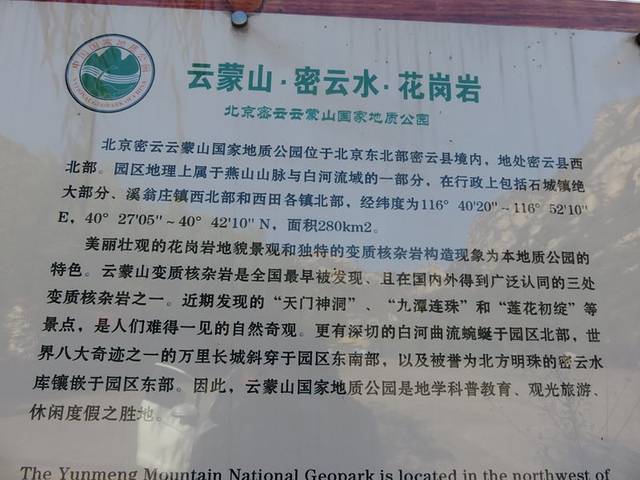 云蒙山·密云水·花岗岩
北京密云云蒙山国家地质公园
北京密云云蒙山国家地质公园位于北京东北部密云县境内，地处密云县西
北部。园区地理上属于燕山山脉与白河流域的一部分，在行政上包括石城镇绝
大部分、溪翁庄镇西北部和西田各镇北部，经纬度为116° 40'20"～116° 52'10"
E，40° 27'05"～40° 42'10" N，面积280km2。
美丽壮观的花岗岩地貌景观和独特的变质核杂岩构造现象为本地质公园的
特色。云蒙山变质核杂岩是全国最早被发现、且在国内外得到广泛认同的三处
变质核杂岩之一。近期发现的“天门神洞”、“九潭连珠”和“莲花初绽”等
景点，是人们难得一见的自然奇观。更有深切的白河曲流蜿蜒于园区北部，世
界八大奇迹之一的万里长城斜穿于园区东南部，以及被誉为北方明珠的密云水
库镶嵌于园区东部。因此，云蒙山国家地质公园是地学科普教育、观光旅游、
休闲度假之胜地。
The Yunmeng Mountain National Geopark is located in the northwest of